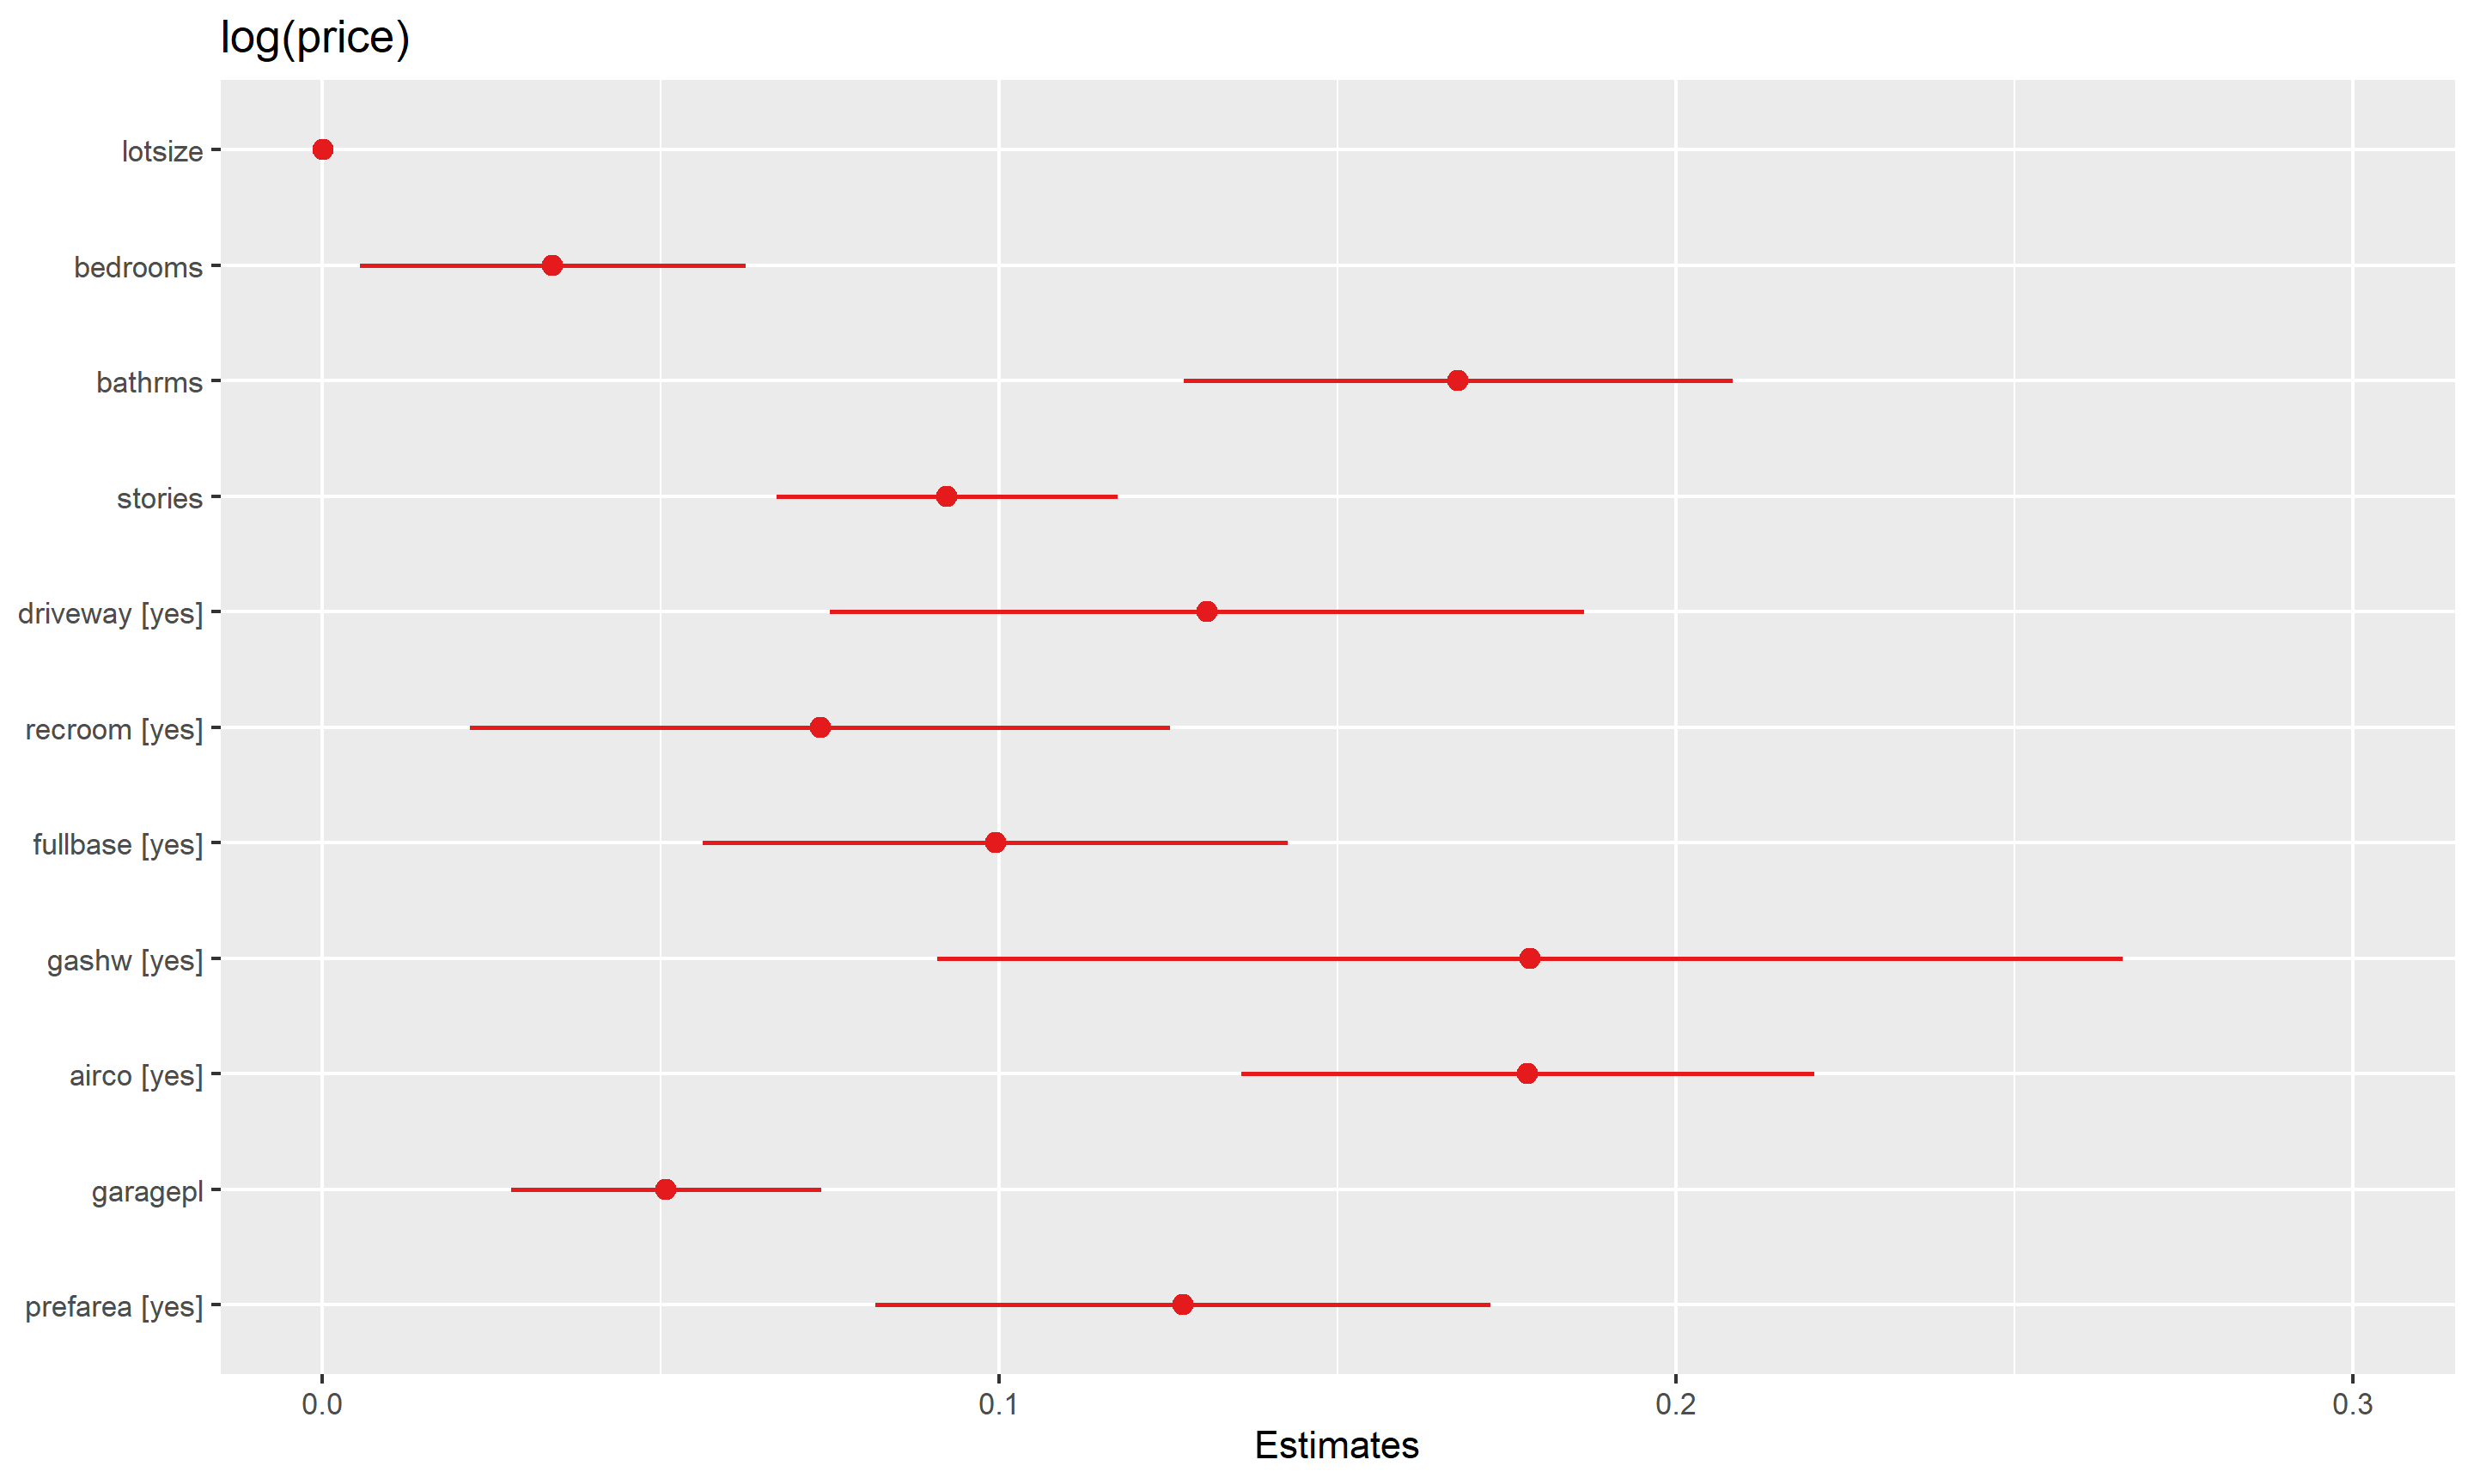 log(price)
lotsize
bedrooms
bathrms
stories
driveway [yes]
recroom [yes]
fullbase [yes]
gashw [yes]
airco [yes]
garagepl
prefarea [yes]
0.0 0.1 0.2 0.3
Estimates